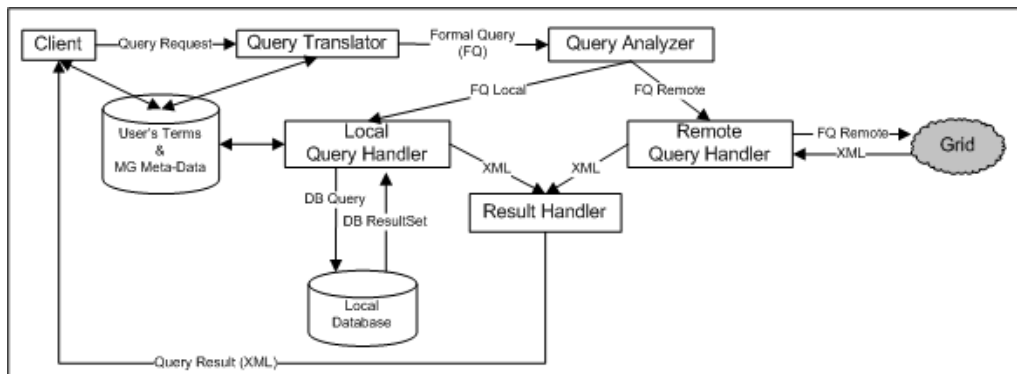 Client
Query Request
Query Translator
Formal Query
(FQ)
Query Analyzer
FQ Local
FQ Remote
User's Terms
&
MG Meta-Data
Local
Query Handler
Remote
Query Handler
FQ Remote
XML
Grid
XML
XML
DB Query
DB ResultSet
Result Handler
Local
Database
Query Result (XML)